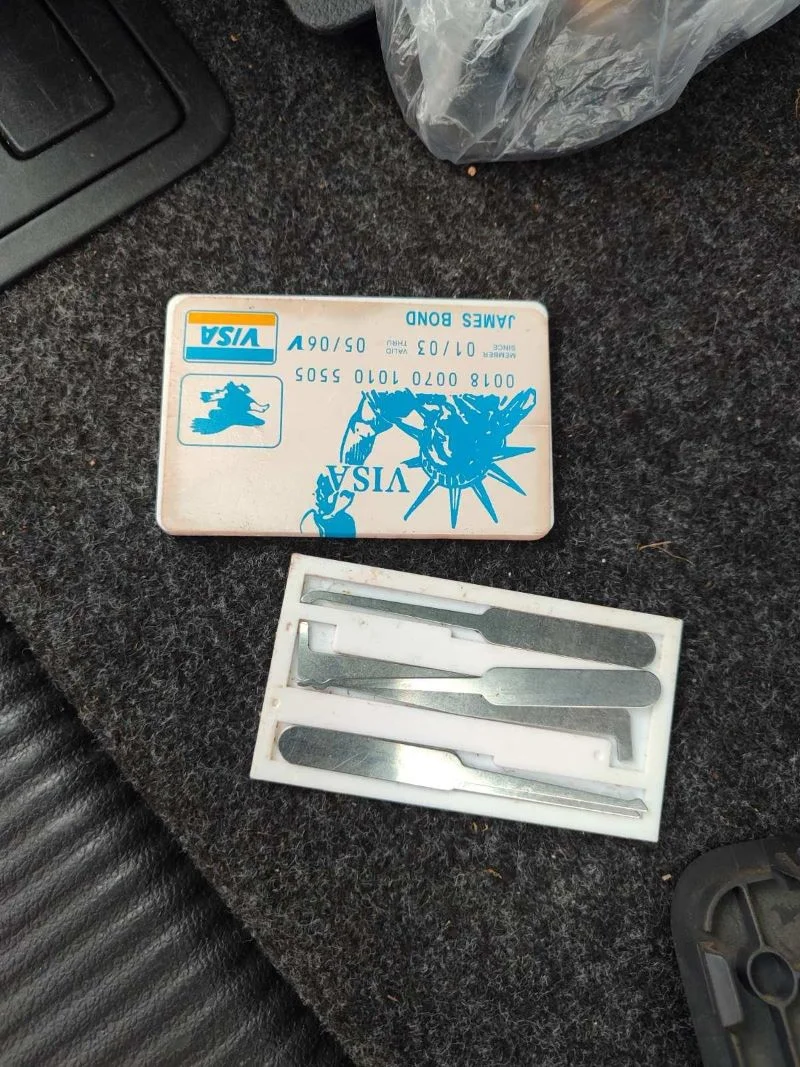 VISA
0018 0070 1010 5505
MEMBER SINCE 01/03 VALID THRU 05/06 V VISA
JAMES BOND